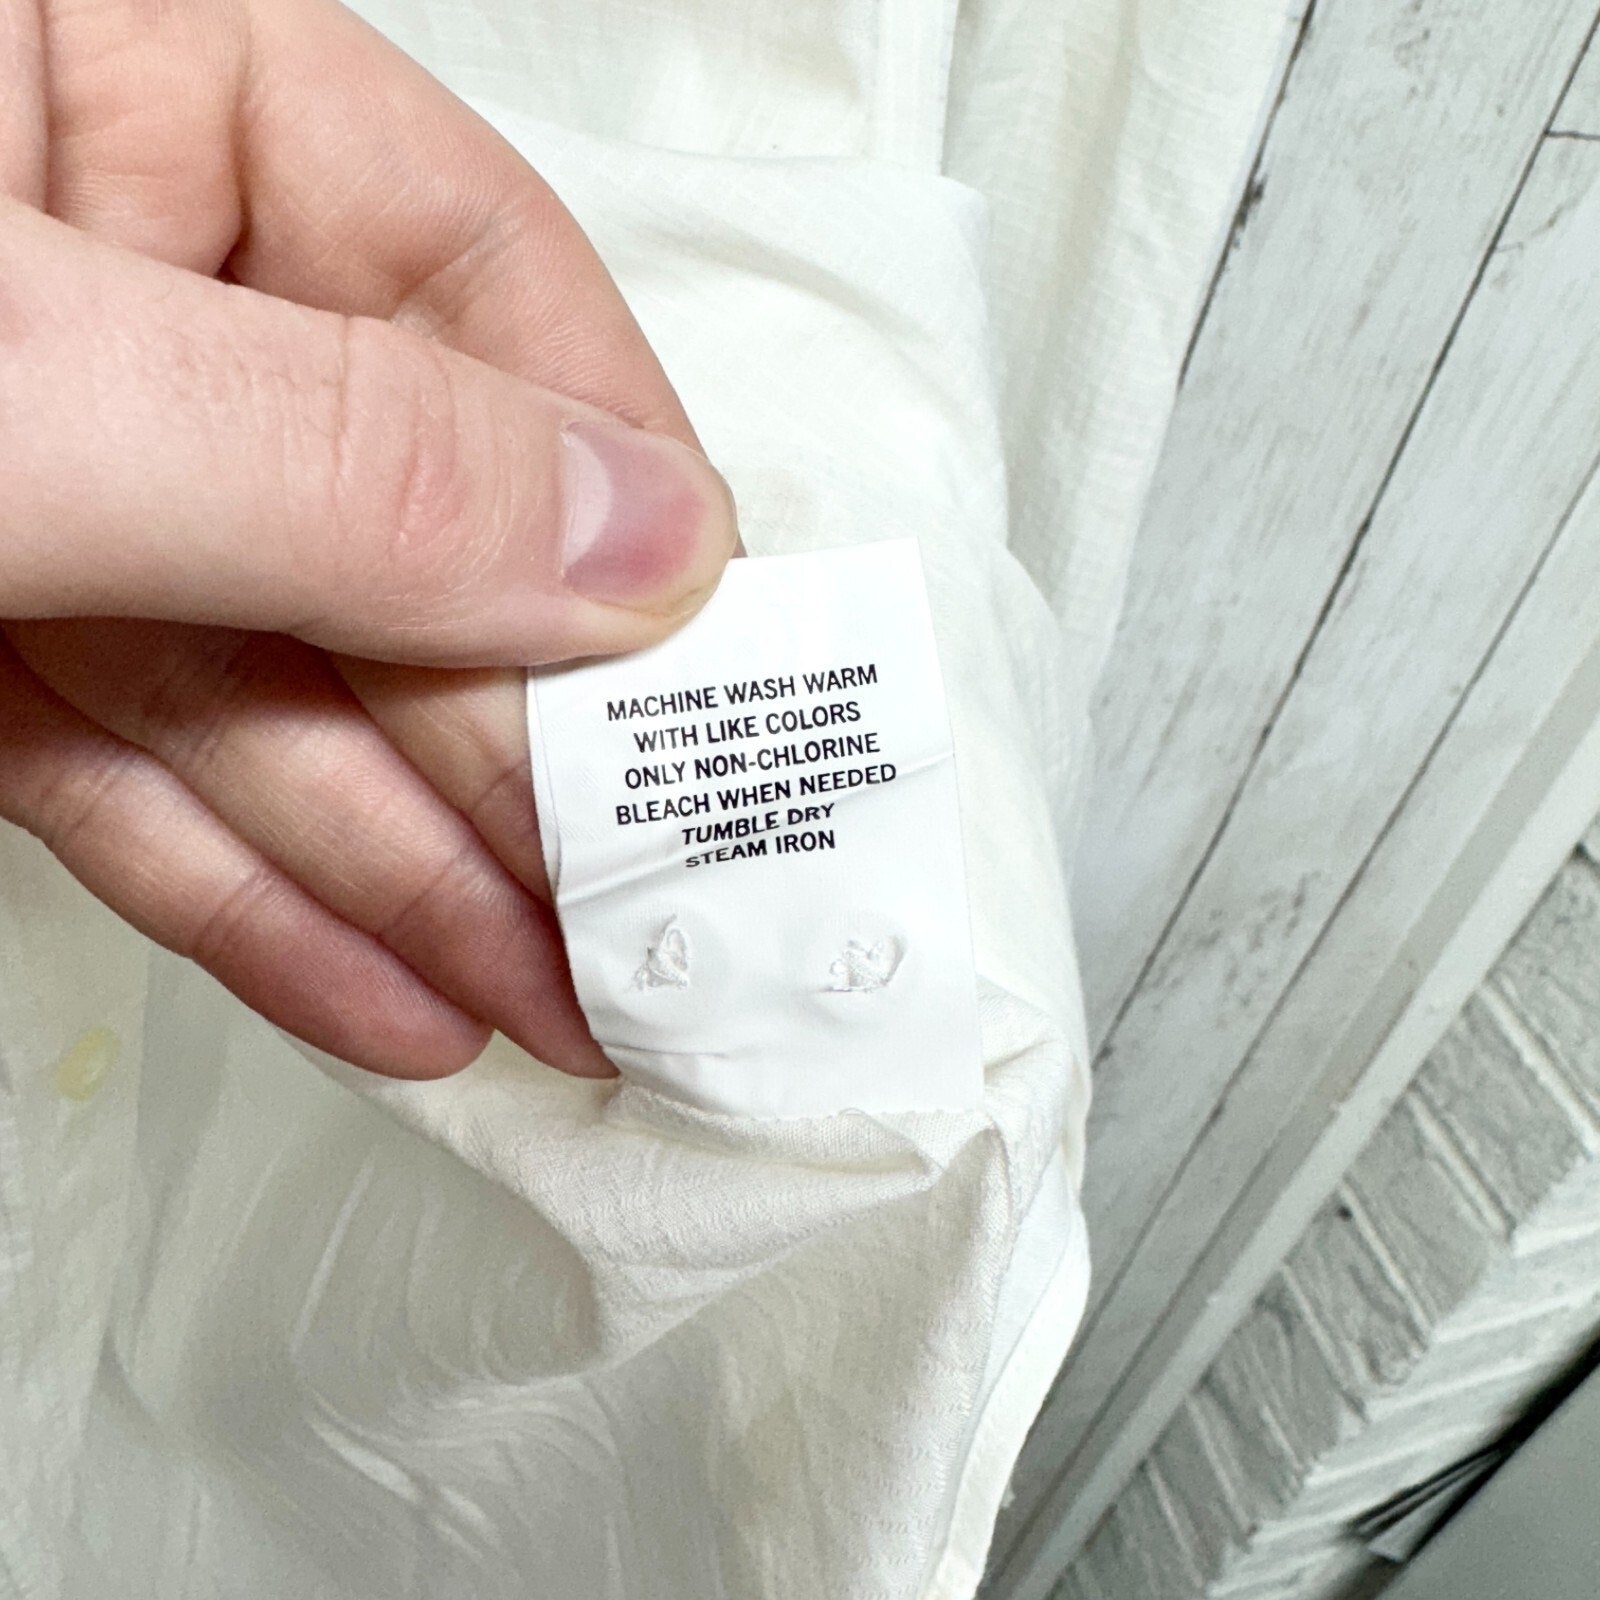 MACHINE WASH WARM
WITH LIKE COLORS
ONLY NON-CHLORINE
BLEACH WHEN NEEDED
TUMBLE DRY
STEAM IRON